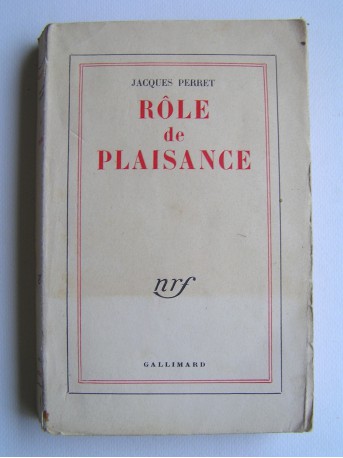 JACQUES PERRET
RÔLE
de
PLAISANCE
nrf
GALLIMARD